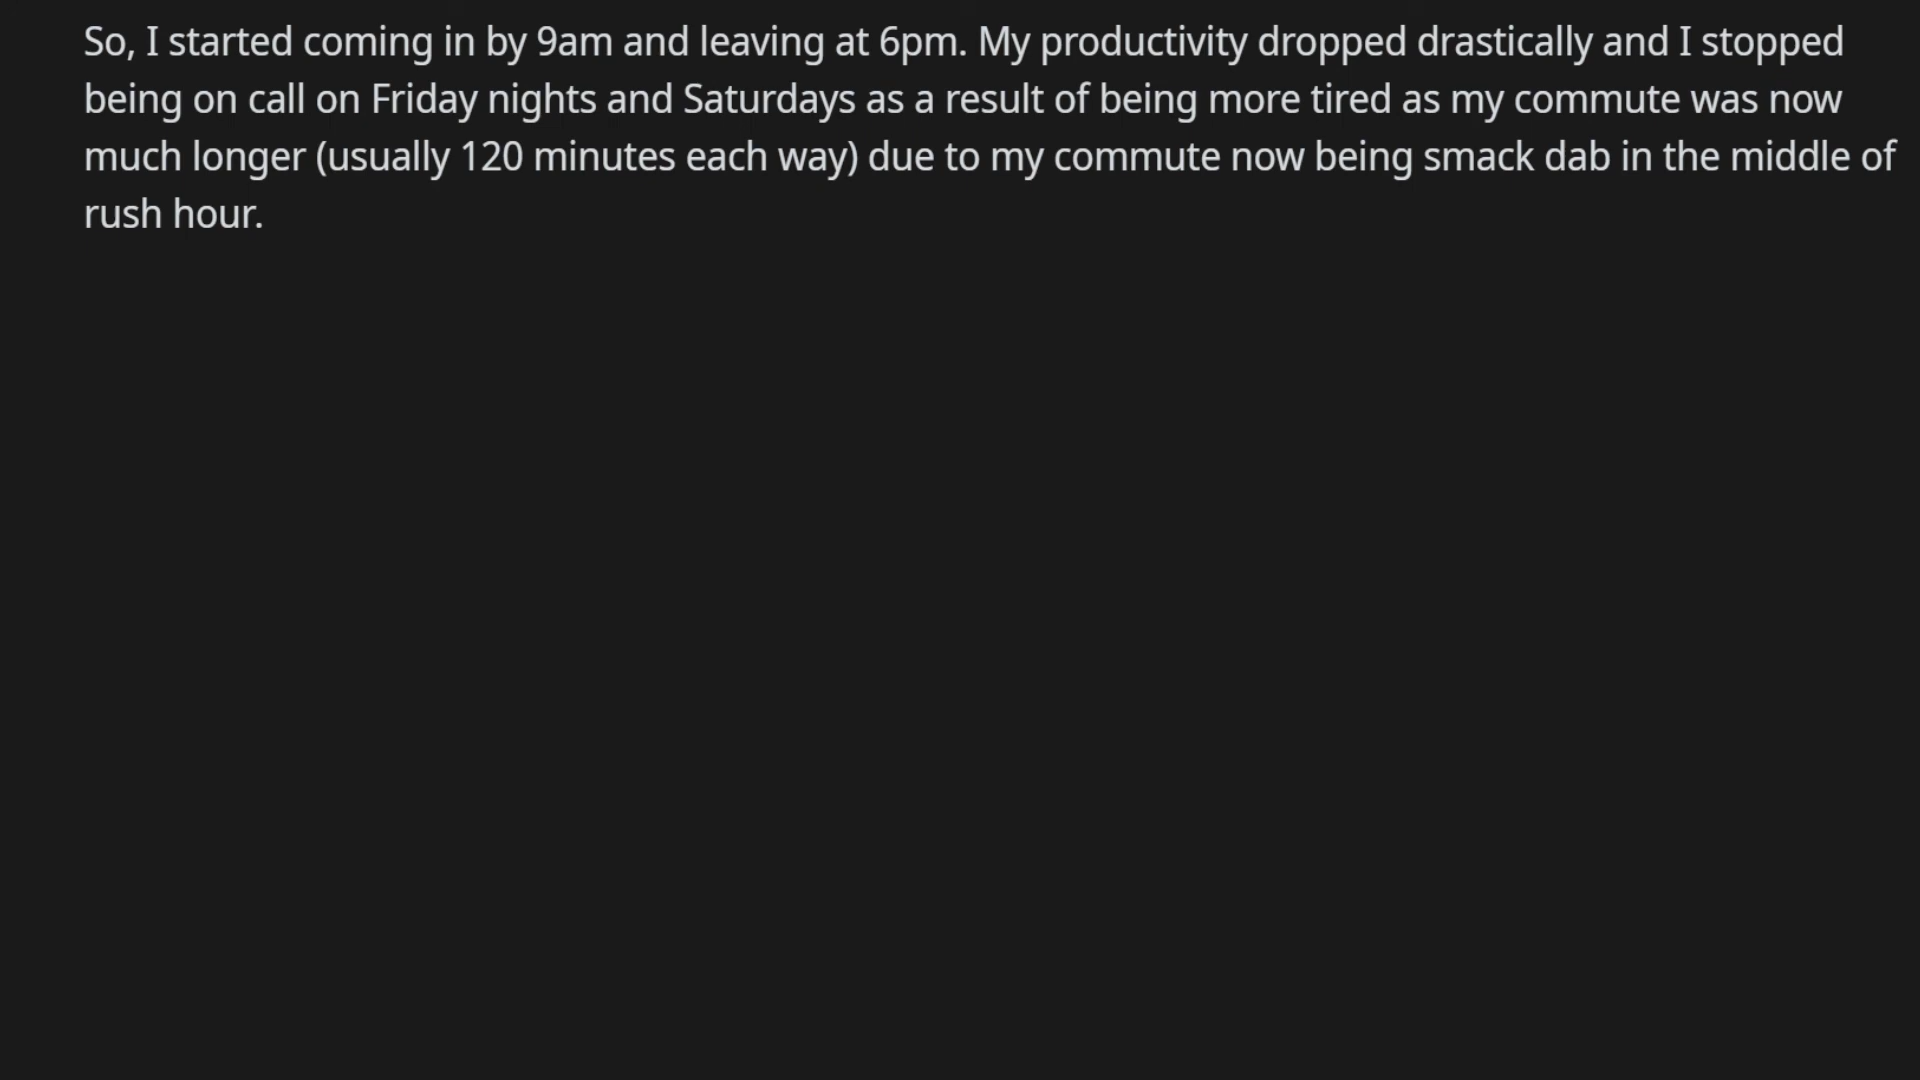 So, I started coming in by 9am and leaving at 6pm. My productivity dropped drastically and I stopped
being on call on Friday nights and Saturdays as a result of being more tired as my commute was now
much longer (usually 120 minutes each way) due to my commute now being smack dab in the middle of
rush hour.